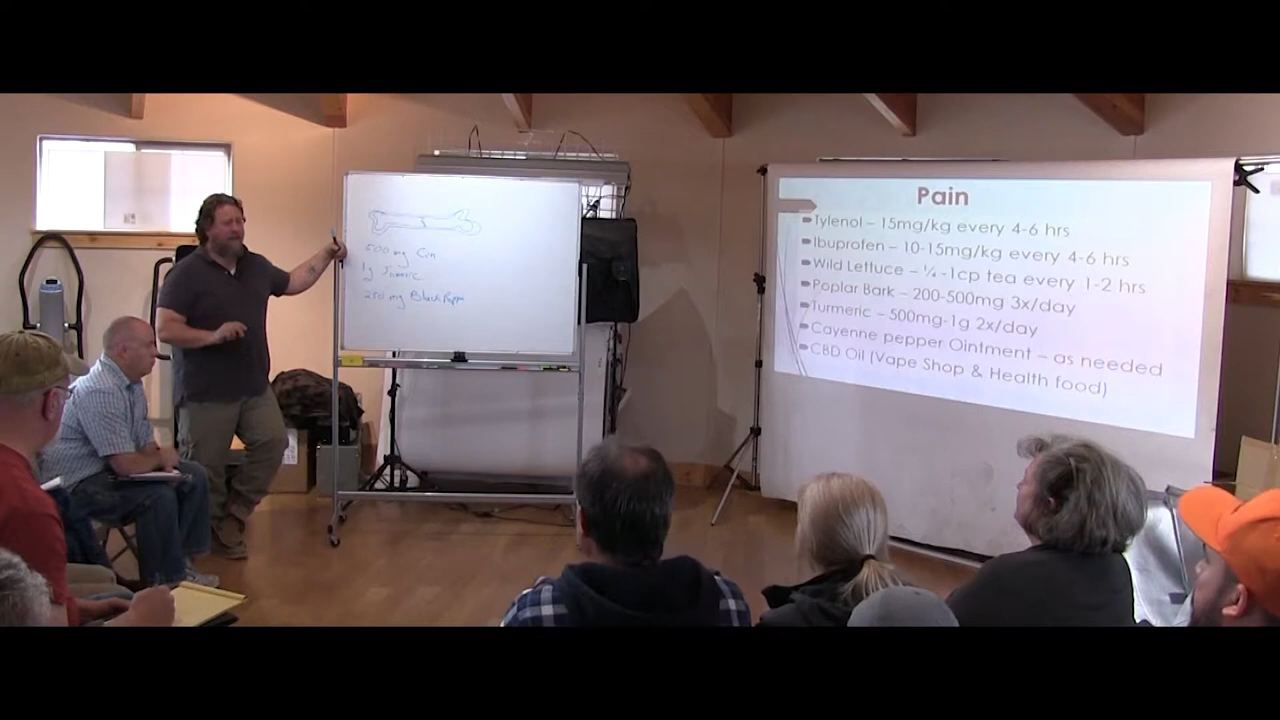 500 mg Cin
1g Tumeric
250 mg Black Pepper
Pain
Tylenol – 15mg/kg every 4-6 hrs
Ibuprofen – 10-15mg/kg every 4-6 hrs
Wild Lettuce – ¼ -1cp tea every 1-2 hrs
Poplar Bark – 200-500mg 3x/day
Turmeric – 500mg-1g 2x/day
Cayenne pepper Ointment – as needed
CBD Oil (Vape Shop & Health food)